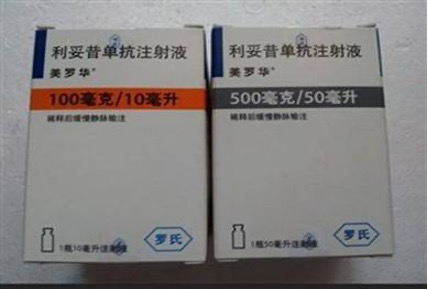 利妥昔单抗注射液
美罗华®
100毫克/10毫升
稀释后缓慢静脉输注
1瓶10毫升注射液
罗氏
利妥昔单抗注射液
美罗华®
500毫克/50毫升
稀释后缓慢静脉输注
1瓶50毫升注射液
罗氏